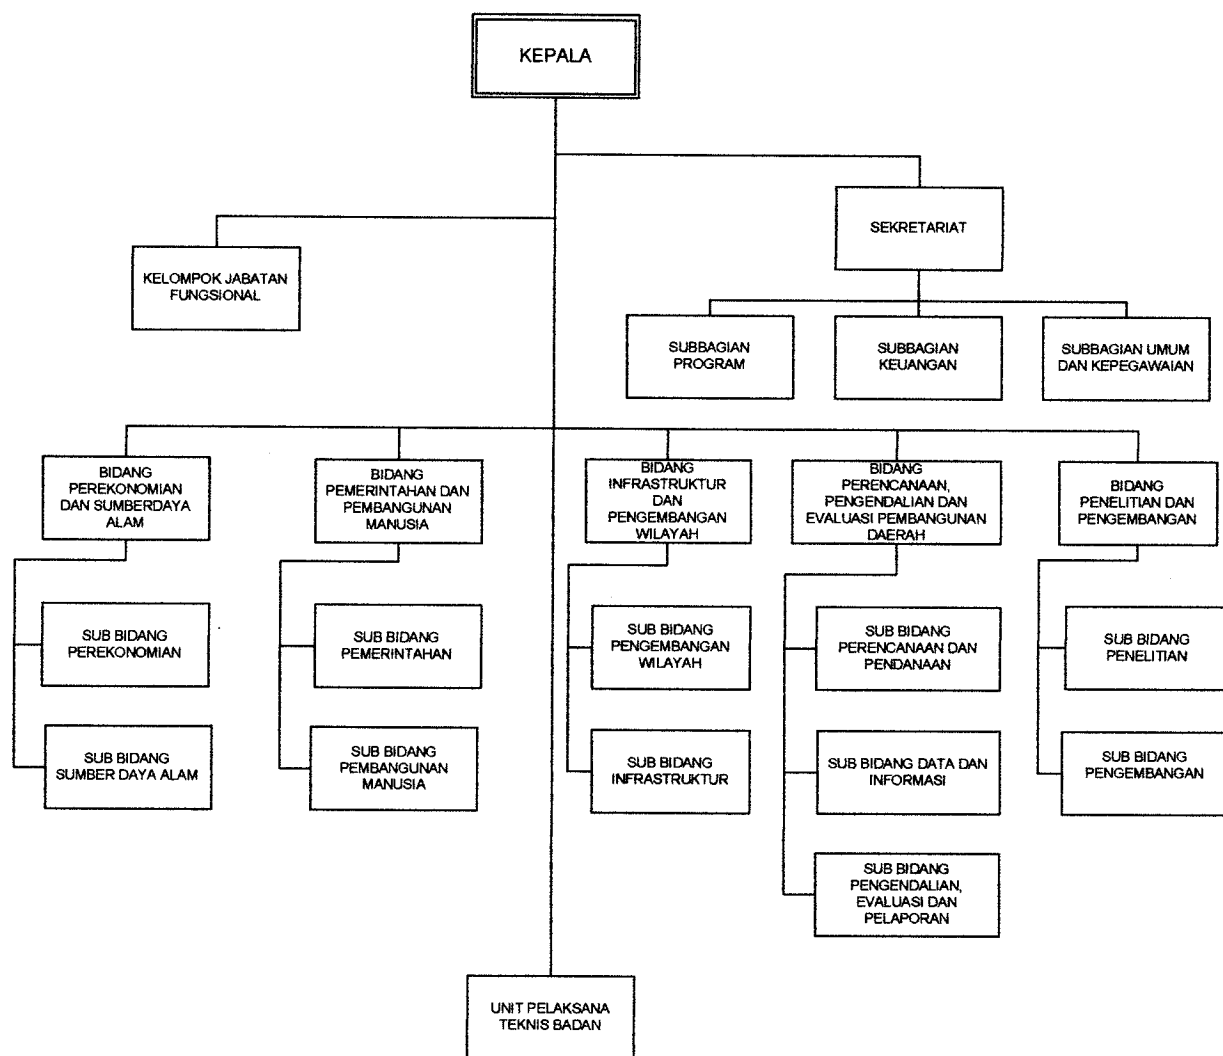 KEPALA
SEKRETARIAT
KELOMPOK JABATAN
FUNGSIONAL
SUBBAGIAN
PROGRAM
SUBBAGIAN
KEUANGAN
SUBBAGIAN UMUM
DAN KEPEGAWAIAN
BIDANG
PEREKONOMIAN
DAN SUMBERDAYA
ALAM
BIDANG
PEMERINTAHAN DAN
PEMBANGUNAN
MANUSIA
BIDANG
INFRASTRUKTUR
DAN
PENGEMBANGAN
WILAYAH
BIDANG
PERENCANAAN,
PENGENDALIAN DAN
EVALUASI PEMBANGUNAN
DAERAH
BIDANG
PENELITIAN DAN
PENGEMBANGAN
SUB BIDANG
PEREKONOMIAN
SUB BIDANG
PEMERINTAHAN
SUB BIDANG
PENGEMBANGAN
WILAYAH
SUB BIDANG
PERENCANAAN DAN
PENDANAAN
SUB BIDANG
PENELITIAN
SUB BIDANG
SUMBER DAYA ALAM
SUB BIDANG
PEMBANGUNAN
MANUSIA
SUB BIDANG
INFRASTRUKTUR
SUB BIDANG DATA DAN
INFORMASI
SUB BIDANG
PENGEMBANGAN
SUB BIDANG
PENGENDALIAN,
EVALUASI DAN
PELAPORAN
UNIT PELAKSANA
TEKNIS BADAN